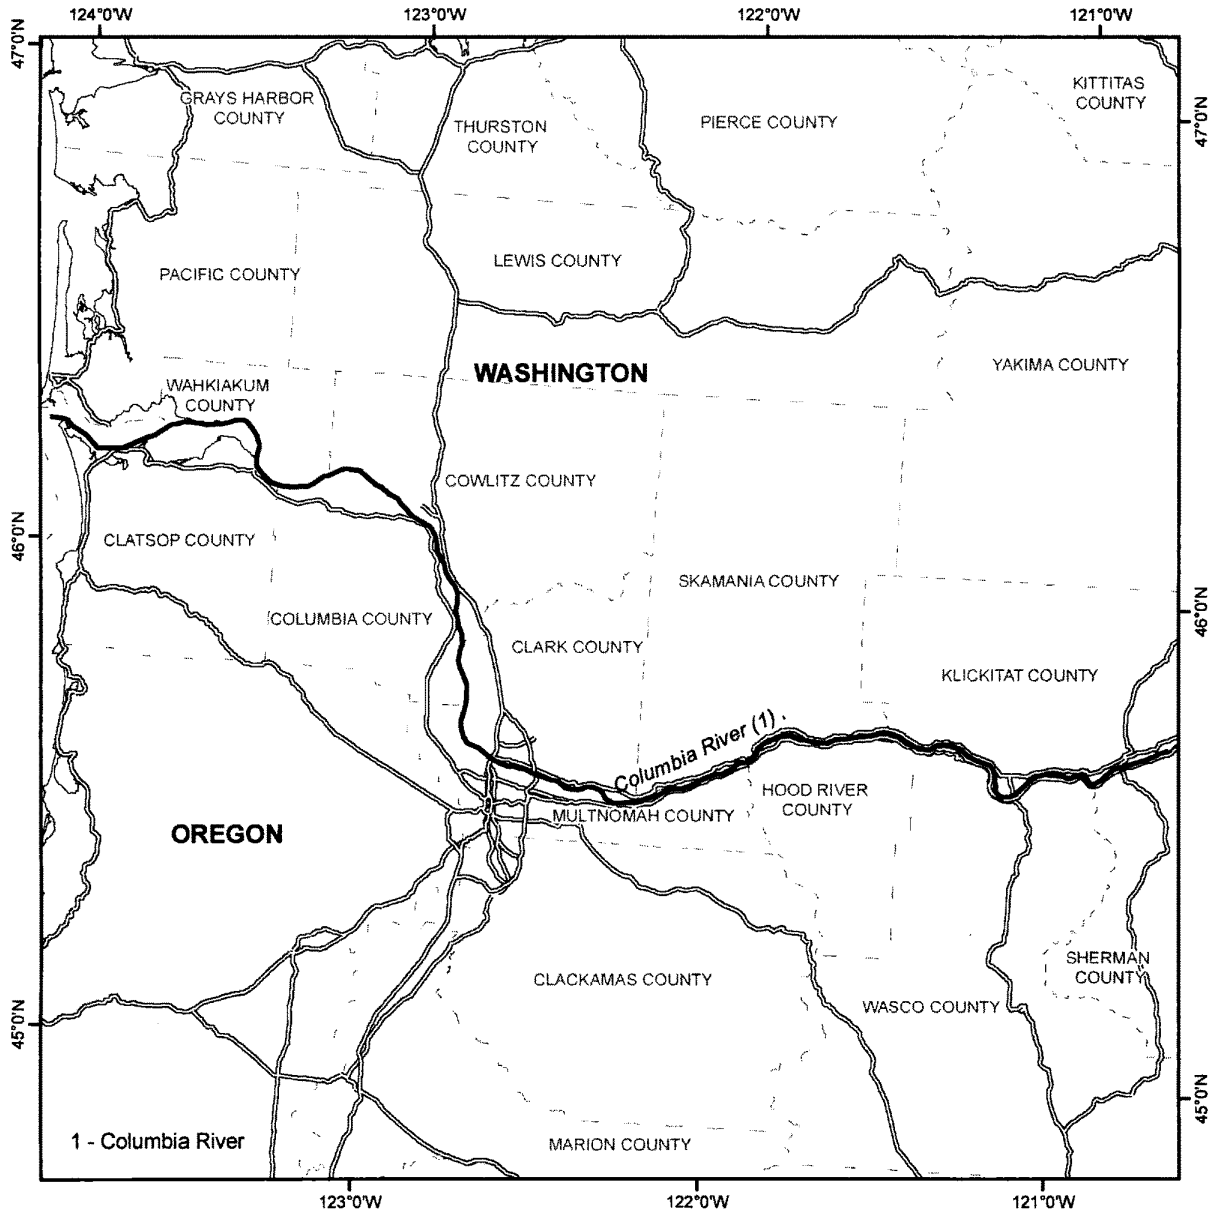 124°0'W
123°0'W
122°0'W
121°0'W
47°0'N
GRAYS HARBOR
COUNTY
THURSTON
COUNTY
PIERCE COUNTY
KITTITAS
COUNTY
47°0'N
PACIFIC COUNTY
LEWIS COUNTY
WASHINGTON
YAKIMA COUNTY
WAHKIAKUM
COUNTY
COWLITZ COUNTY
46°0'N
CLATSOP COUNTY
SKAMANIA COUNTY
46°0'N
COLUMBIA COUNTY
CLARK COUNTY
KLICKITAT COUNTY
Columbia River (1)
HOOD RIVER
COUNTY
MULTNOMAH COUNTY
OREGON
CLACKAMAS COUNTY
SHERMAN
COUNTY
WASCO COUNTY
45°0'N
45°0'N
1 - Columbia River
MARION COUNTY
123°0'W
122°0'W
121°0'W